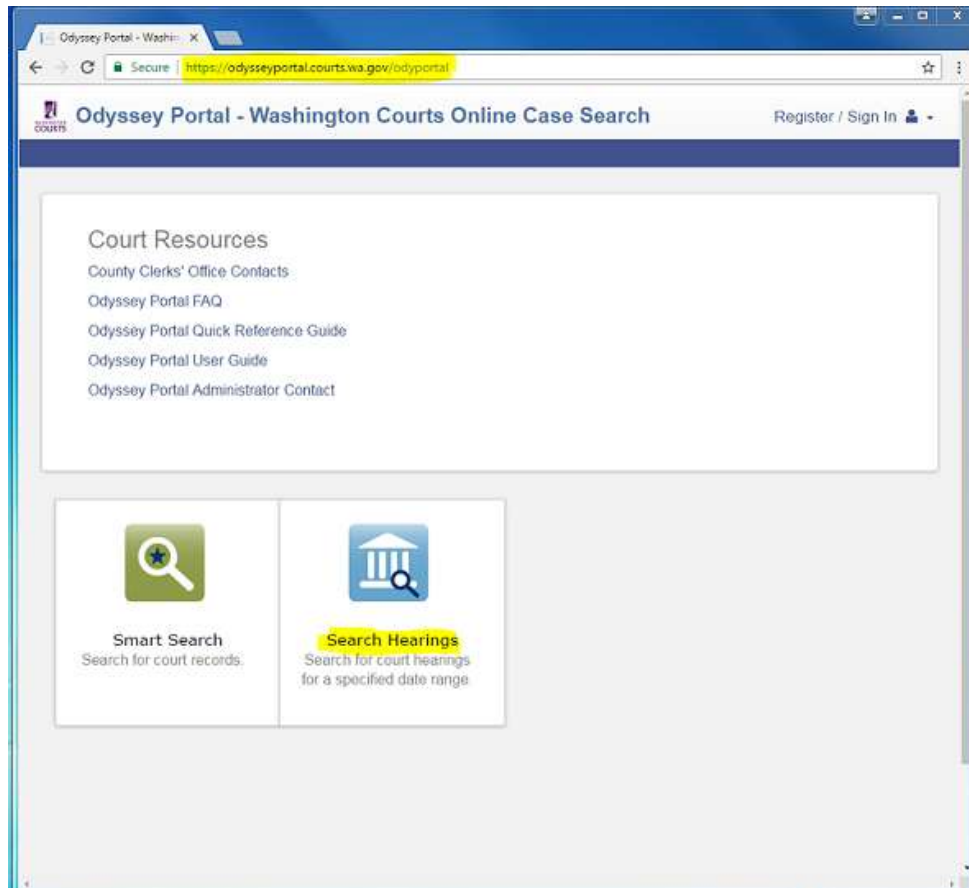 Odyssey Portal - Washin
Secure https://odysseyportal.courts.wa.gov/odyportal
COURTS
Odyssey Portal - Washington Courts Online Case Search
Register / Sign In
Court Resources
County Clerks' Office Contacts
Odyssey Portal FAQ
Odyssey Portal Quick Reference Guide
Odyssey Portal User Guide
Odyssey Portal Administrator Contact
Smart Search
Search for court records.
Search Hearings
Search for court hearings
for a specified date range